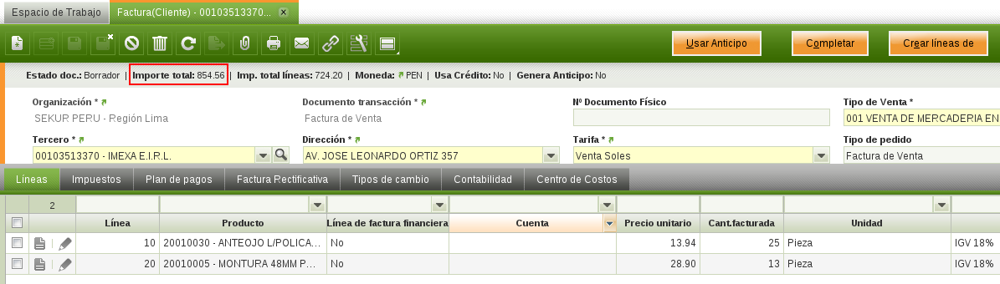 Espacio de Trabajo Factura(Cliente) - 00103513370...
Usar Anticipo Completar Crear líneas de
Estado doc.: Borrador | Importe total: 854.56 | Imp. total líneas: 724.20 | Moneda: PEN | Usa Crédito: No | Genera Anticipo: No
Organización * Documento transacción * Nº Documento Físico Tipo de Venta *
SEKUR PERU - Región Lima Factura de Venta 001 VENTA DE MERCADERIA EN
Tercero * Dirección * Tarifa * Tipo de pedido
00103513370 - IMEXA E.I.R.L. AV. JOSE LEONARDO ORTIZ 357 Venta Soles Factura de Venta
Líneas Impuestos Plan de pagos Factura Rectificativa Tipos de cambio Contabilidad Centro de Costos
2
Línea Producto Línea de factura financiera Cuenta Precio unitario Cant.facturada Unidad
10 20010030 - ANTEOJO L/POLICA... No 13.94 25 Pieza IGV 18%
20 20010005 - MONTURA 48MM P... No 28.90 13 Pieza IGV 18%